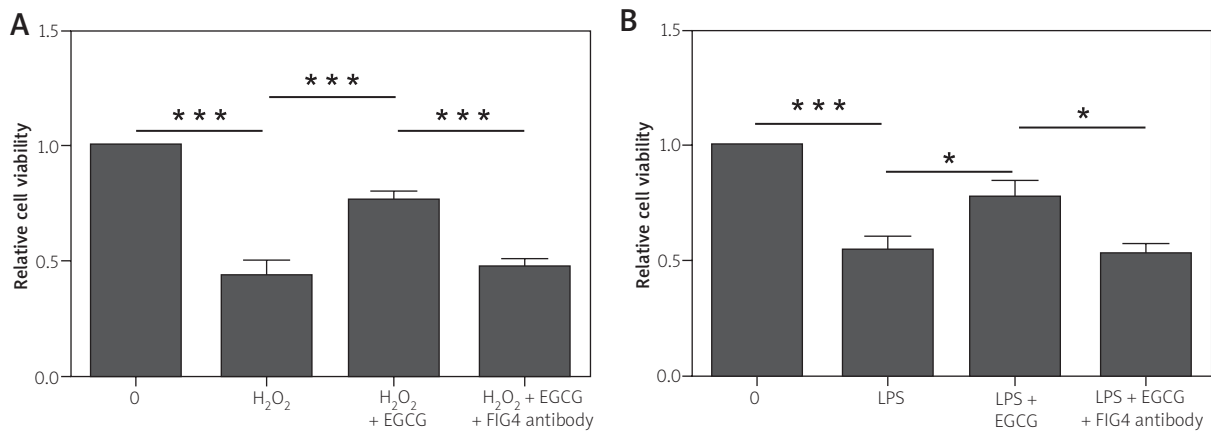 A
Relative cell viability
1.5
1.0
0.5
0.0
***
***
***
0
H₂O₂
H₂O₂
+ EGCG
H₂O₂ + EGCG
+ FIG4 antibody
B
Relative cell viability
1.5
1.0
0.5
0.0
***
*
*
0
LPS
LPS +
EGCG
LPS + EGCG
+ FIG4 antibody